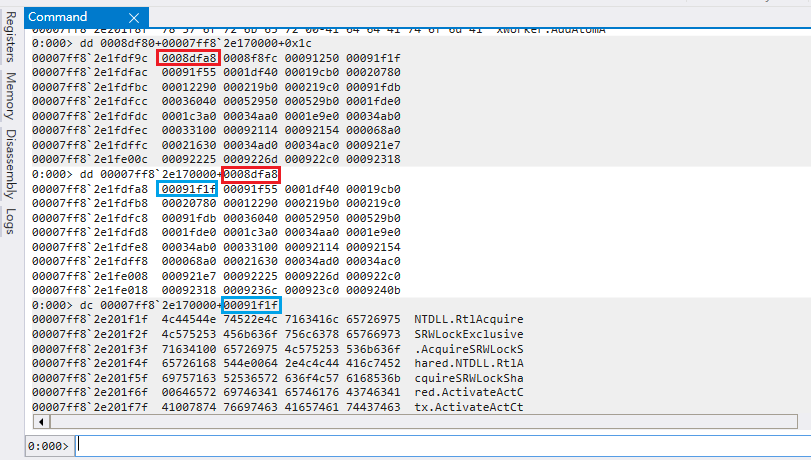 Command
Registers
Memory
Disassembly
Logs
72 6b 65 72 00-41 64 64 41 74 6f 6d 41 xWorker.AddAtomA
0:000> dd 0008df80+00007ff8`2e170000+0x1c
00007ff8`2e1fdf9c 0008dfa8 0008f8fc 00091250 00091f1f
00007ff8`2e1fdfac 00091f55 0001df40 00019cb0 00020780
00007ff8`2e1fdfbc 00012290 000219b0 000219c0 00091fdb
00007ff8`2e1fdfcc 00036040 00052950 000529b0 0001fde0
00007ff8`2e1fdfdc 0001c3a0 00034aa0 0001e9e0 00034ab0
00007ff8`2e1fdfec 00033100 00092114 00092154 000068a0
00007ff8`2e1fdffc 00021630 00034ad0 00034ac0 000921e7
00007ff8`2e1fe00c 00092225 0009226d 000922c0 00092318
0:000> dd 00007ff8`2e170000+0008dfa8
00007ff8`2e1fdfa8 00091f1f 00091f55 0001df40 00019cb0
00007ff8`2e1fdfb8 00020780 00012290 000219b0 000219c0
00007ff8`2e1fdfc8 00091fdb 00036040 00052950 000529b0
00007ff8`2e1fdfd8 0001fde0 0001c3a0 00034aa0 0001e9e0
00007ff8`2e1fdfe8 00034ab0 00033100 00092114 00092154
00007ff8`2e1fdff8 000068a0 00021630 00034ad0 00034ac0
00007ff8`2e1fe008 000921e7 00092225 0009226d 000922c0
00007ff8`2e1fe018 00092318 0009236c 000923c0 0009240b
0:000> dc 00007ff8`2e170000+00091f1f
00007ff8`2e201f1f 4c44544e 74522e4c 7163416c 65726975 NTDLL.RtlAcquire
00007ff8`2e201f2f 4c575253 456b636f 756c6378 65766973 SRWLockExclusive
00007ff8`2e201f3f 71634100 65726975 4c575253 536b636f .AcquireSRWLockS
00007ff8`2e201f4f 65726168 544e0064 2e4c4c44 416c7452 hared.NTDLL.RtlA
00007ff8`2e201f5f 69757163 52536572 636f4c57 6168536b cquireSRWLockSha
00007ff8`2e201f6f 00646572 69746341 65746176 43746341 red.ActivateActC
00007ff8`2e201f7f 41007874 76697463 41657461 74437463 tx.ActivateActCt
0:000>